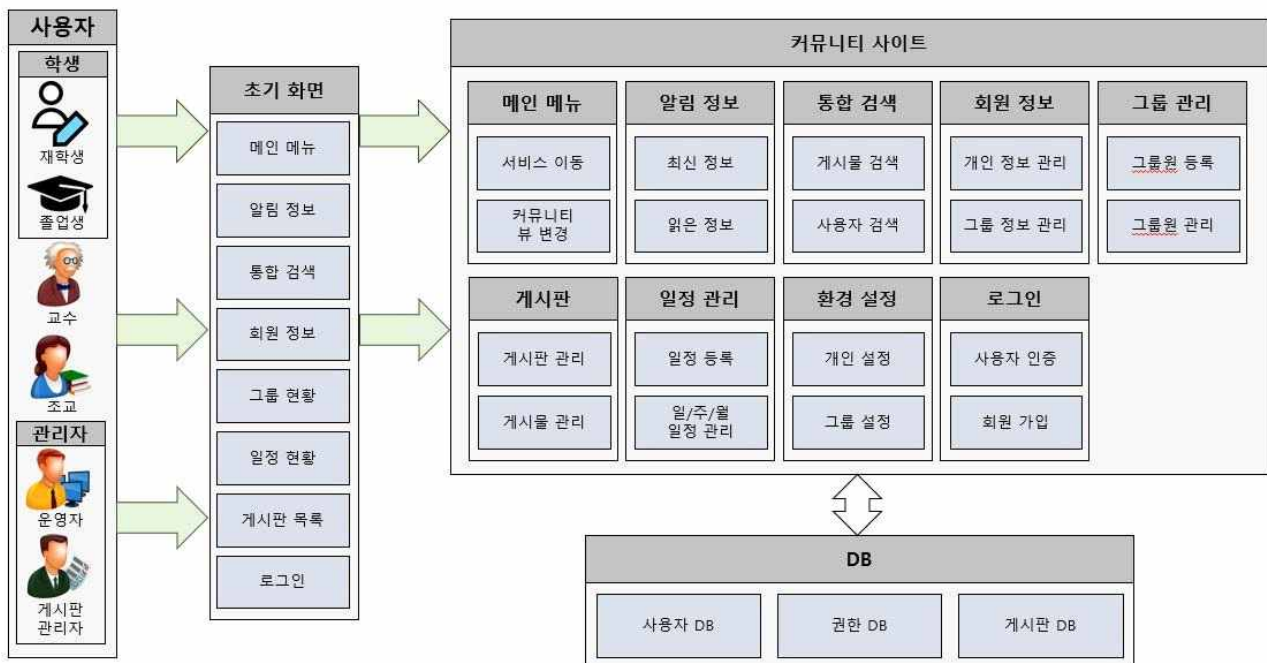 사용자
학생
재학생
졸업생
교수
조교
관리자
운영자
게시판
관리자
초기 화면
메인 메뉴
알림 정보
통합 검색
회원 정보
그룹 현황
일정 현황
게시판 목록
로그인
커뮤니티 사이트
메인 메뉴
서비스 이동
커뮤니티
뷰 변경
알림 정보
최신 정보
읽은 정보
통합 검색
게시물 검색
사용자 검색
회원 정보
개인 정보 관리
그룹 정보 관리
그룹 관리
그룹원 등록
그룹원 관리
게시판
게시판 관리
게시물 관리
일정 관리
일정 등록
일/주/월
일정 관리
환경 설정
개인 설정
그룹 설정
로그인
사용자 인증
회원 가입
DB
사용자 DB
권한 DB
게시판 DB